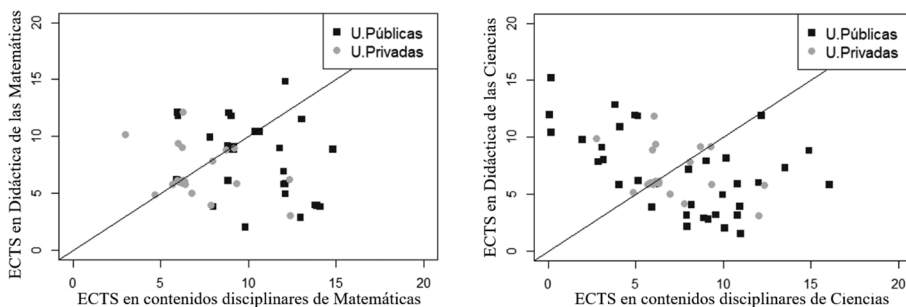 ECTS en Didáctica de las Matemáticas
20
15
10
5
0
U.Públicas
U.Privadas
0 5 10 15 20
ECTS en contenidos disciplinares de Matemáticas
ECTS en Didáctica de las Ciencias
20
15
10
5
0
U.Públicas
U.Privadas
0 5 10 15 20
ECTS en contenidos disciplinares de Ciencias